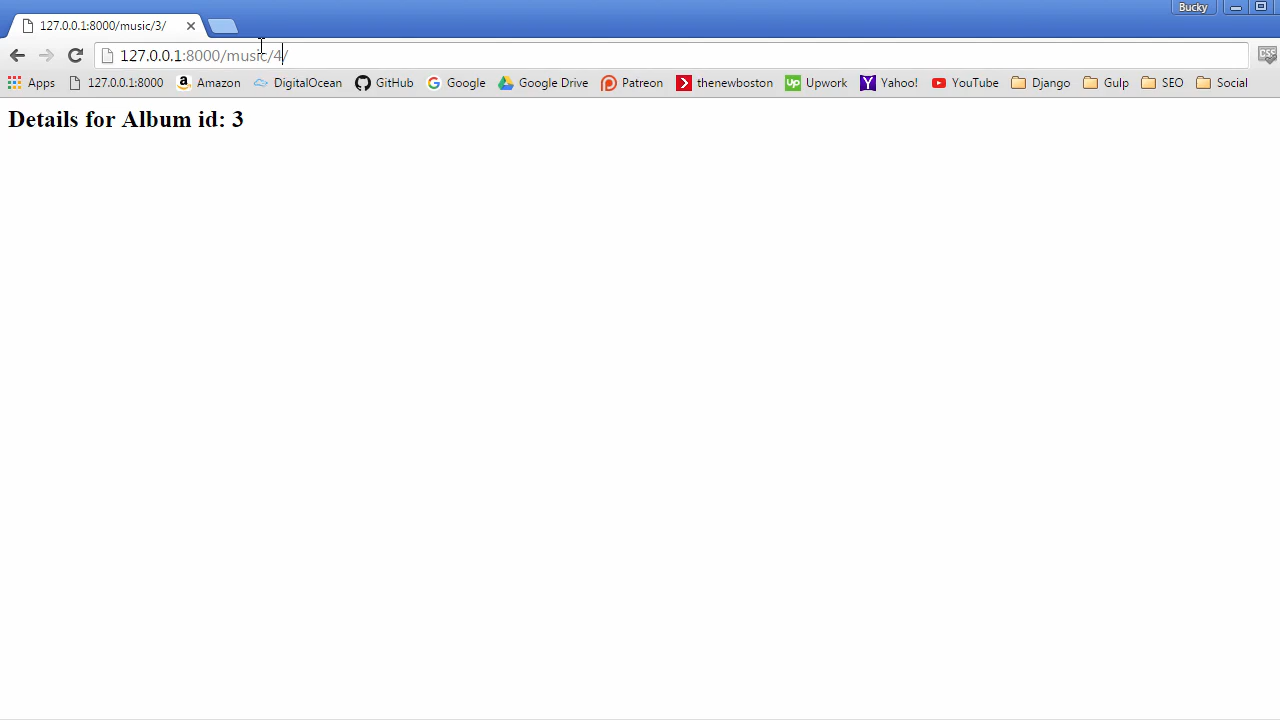 Bucky
127.0.0.1:8000/music/3/
127.0.0.1:8000/music/4/
Apps 127.0.0.1:8000 Amazon DigitalOcean GitHub Google Google Drive Patreon thenewboston Upwork Yahoo! YouTube Django Gulp SEO Social
Details for Album id: 3